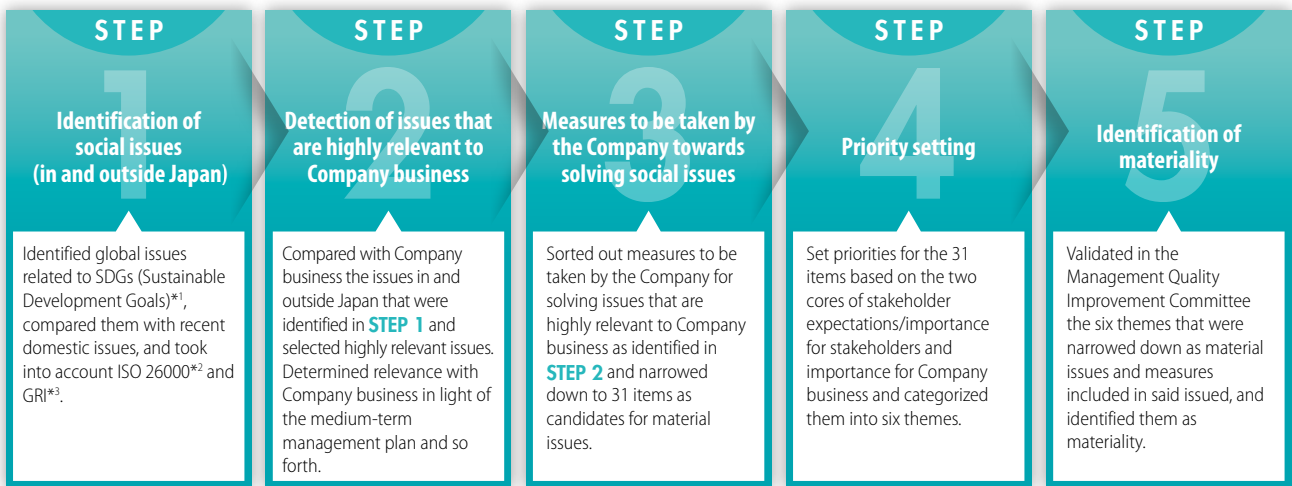 STEP
1
Identification of
social issues
(in and outside Japan)
Identified global issues
related to SDGs (Sustainable
Development Goals)*1,
compared them with recent
domestic issues, and took
into account ISO 26000*2 and
GRI*3.
STEP
2
Detection of issues that
are highly relevant to
Company business
Compared with Company
business the issues in and
outside Japan that were
identified in STEP 1 and
selected highly relevant issues.
Determined relevance with
Company business in light of
the medium-term
management plan and so
forth.
STEP
3
Measures to be taken by
the Company towards
solving social issues
Sorted out measures to be
taken by the Company for
solving issues that are
highly relevant to Company
business as identified in
STEP 2 and narrowed
down to 31 items as
candidates for material
issues.
STEP
4
Priority setting
Set priorities for the 31
items based on the two
cores of stakeholder
expectations/importance
for stakeholders and
importance for Company
business and categorized
them into six themes.
STEP
5
Identification of
materiality
Validated in the
Management Quality
Improvement Committee
the six themes that were
narrowed down as material
issues and measures
included in said issued, and
identified them as
materiality.